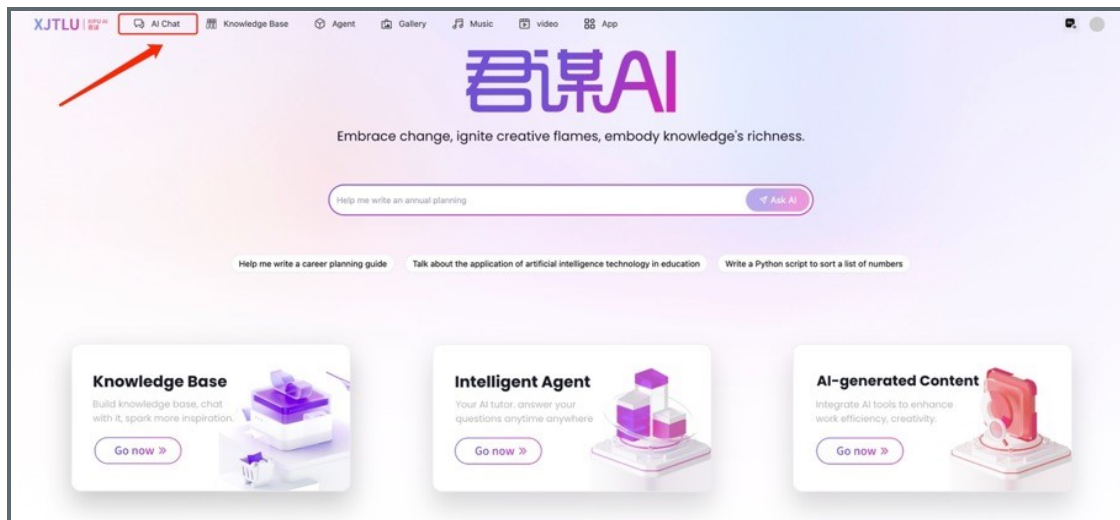 XJTLU XIPU AI 君谋 AI Chat Knowledge Base Agent Gallery Music video App
君谋AI
Embrace change, ignite creative flames, embody knowledge's richness.
Help me write an annual planning Ask AI
Help me write a career planning guide Talk about the application of artificial intelligence technology in education Write a Python script to sort a list of numbers
Knowledge Base
Build knowledge base, chat
with it, spark more inspiration.
Go now »
Intelligent Agent
Your AI tutor. answer your
questions anytime anywhere
Go now »
AI-generated Content
Integrate AI tools to enhance
work efficiency, creativity.
Go now »